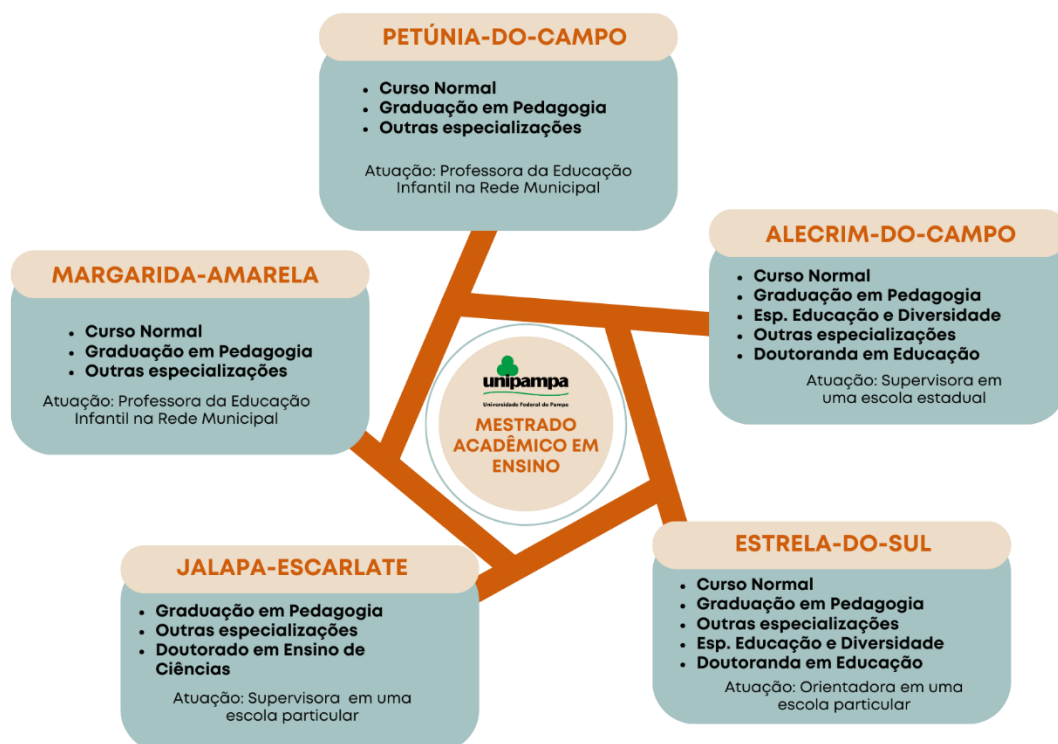 PETÚNIA-DO-CAMPO
• Curso Normal
• Graduação em Pedagogia
• Outras especializações
Atuação: Professora da Educação
Infantil na Rede Municipal
ALECRIM-DO-CAMPO
• Curso Normal
• Graduação em Pedagogia
• Esp. Educação e Diversidade
• Outras especializações
• Doutoranda em Educação
Atuação: Supervisora em
uma escola estadual
MARGARIDA-AMARELA
• Curso Normal
• Graduação em Pedagogia
• Outras especializações
Atuação: Professora da Educação
Infantil na Rede Municipal
unipampa
Universidade Federal do Pampa
MESTRADO
ACADÊMICO EM
ENSINO
JALAPA-ESCARLATE
• Graduação em Pedagogia
• Outras especializações
• Doutorado em Ensino de
Ciências
Atuação: Supervisora em uma
escola particular
ESTRELA-DO-SUL
• Curso Normal
• Graduação em Pedagogia
• Outras especializações
• Esp. Educação e Diversidade
• Doutoranda em Educação
Atuação: Orientadora em uma
escola particular